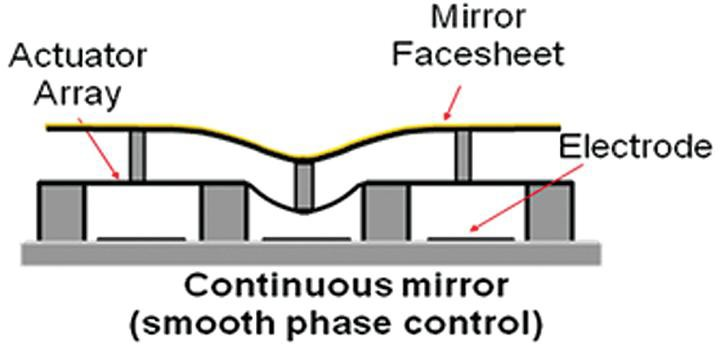 Actuator
Array
Mirror
Facesheet
Electrode
Continuous mirror
(smooth phase control)